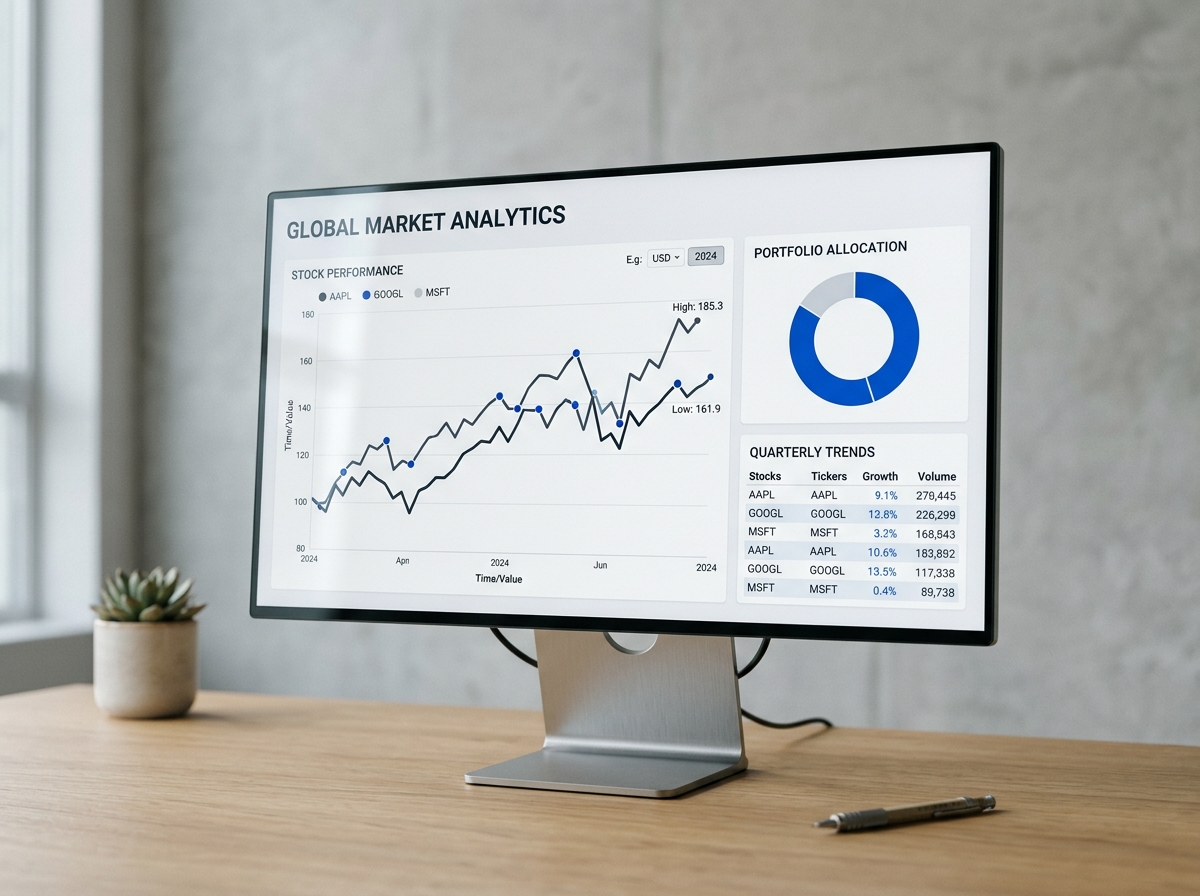 GLOBAL MARKET ANALYTICS
STOCK PERFORMANCE
E.g: USD 2024
AAPL 6006L MSFT
High: 185.3
160
160
140
120
100
80
Time/Value
Low: 161.9
2024 Apr 2024 Jun 2024
Time/Value
PORTFOLIO ALLOCATION
QUARTERLY TRENDS
Stocks Tickers Growth Volume
AAPL AAPL 9.1% 279,445
GOOGL GOOGL 12.8% 226,299
MSFT MSFT 3.2% 168,543
AAPL AAPL 10.6% 183,892
GOOGL GOOGL 13.5% 117,338
MSFT MSFT 0.4% 89,738